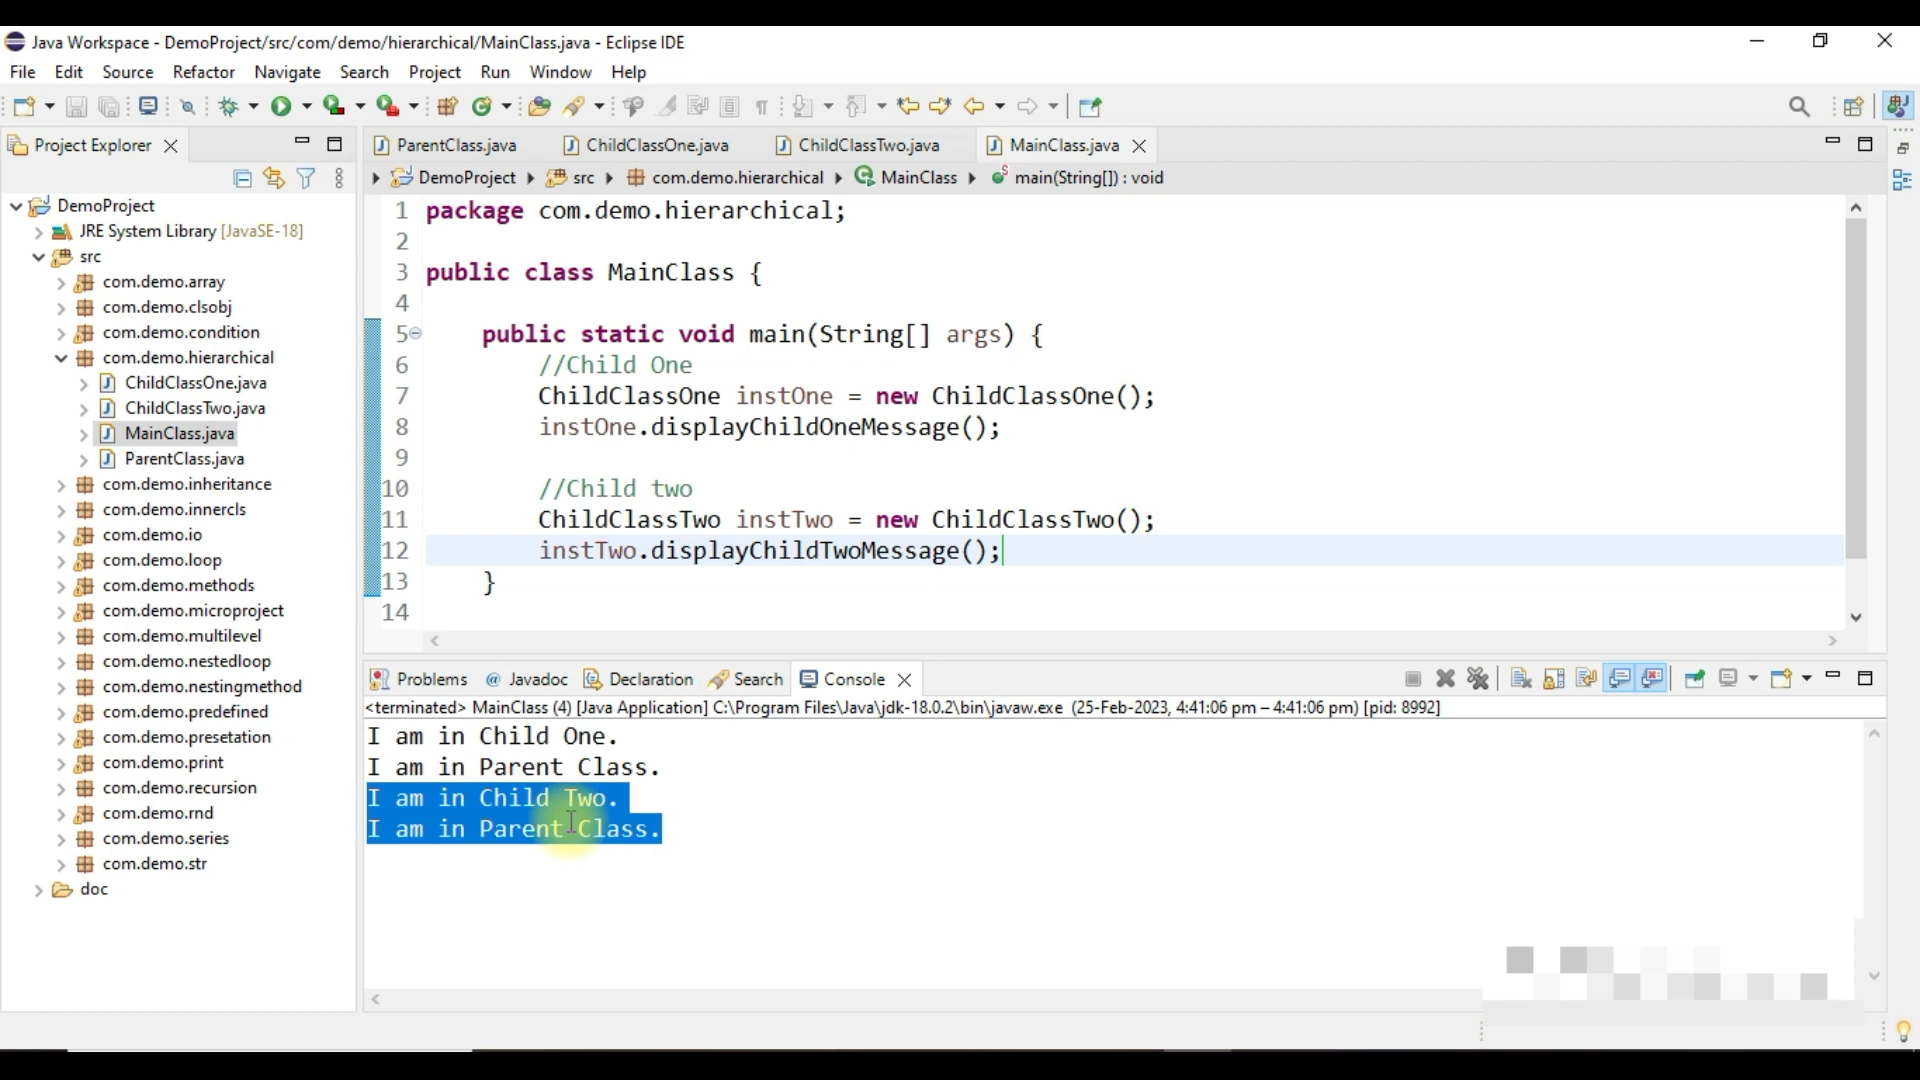 Java Workspace - DemoProject/src/com/demo/hierarchical/MainClass.java - Eclipse IDE
File Edit Source Refactor Navigate Search Project Run Window Help
Project Explorer
ParentClass.java ChildClassOne.java ChildClassTwo.java MainClass.java
DemoProject src com.demo.hierarchical MainClass main(String[]) : void
DemoProject
JRE System Library [JavaSE-18]
src
com.demo.array
com.demo.clsobj
com.demo.condition
com.demo.hierarchical
ChildClassOne.java
ChildClassTwo.java
MainClass.java
ParentClass.java
com.demo.inheritance
com.demo.innercls
com.demo.io
com.demo.loop
com.demo.methods
com.demo.microproject
com.demo.multilevel
com.demo.nestedloop
com.demo.nestingmethod
com.demo.predefined
com.demo.presetation
com.demo.print
com.demo.recursion
com.demo.rnd
com.demo.series
com.demo.str
doc
1 package com.demo.hierarchical;
2
3 public class MainClass {
4
5 public static void main(String[] args) {
6 //Child One
7 ChildClassOne instOne = new ChildClassOne();
8 instOne.displayChildOneMessage();
9
10 //Child two
11 ChildClassTwo instTwo = new ChildClassTwo();
12 instTwo.displayChildTwoMessage();
13 }
14
Problems @ Javadoc Declaration Search Console
<terminated> MainClass (4) [Java Application] C:\Program Files\Java\jdk-18.0.2\bin\javaw.exe (25-Feb-2023, 4:41:06 pm – 4:41:06 pm) [pid: 8992]
I am in Child One.
I am in Parent Class.
I am in Child Two.
I am in Parent Class.